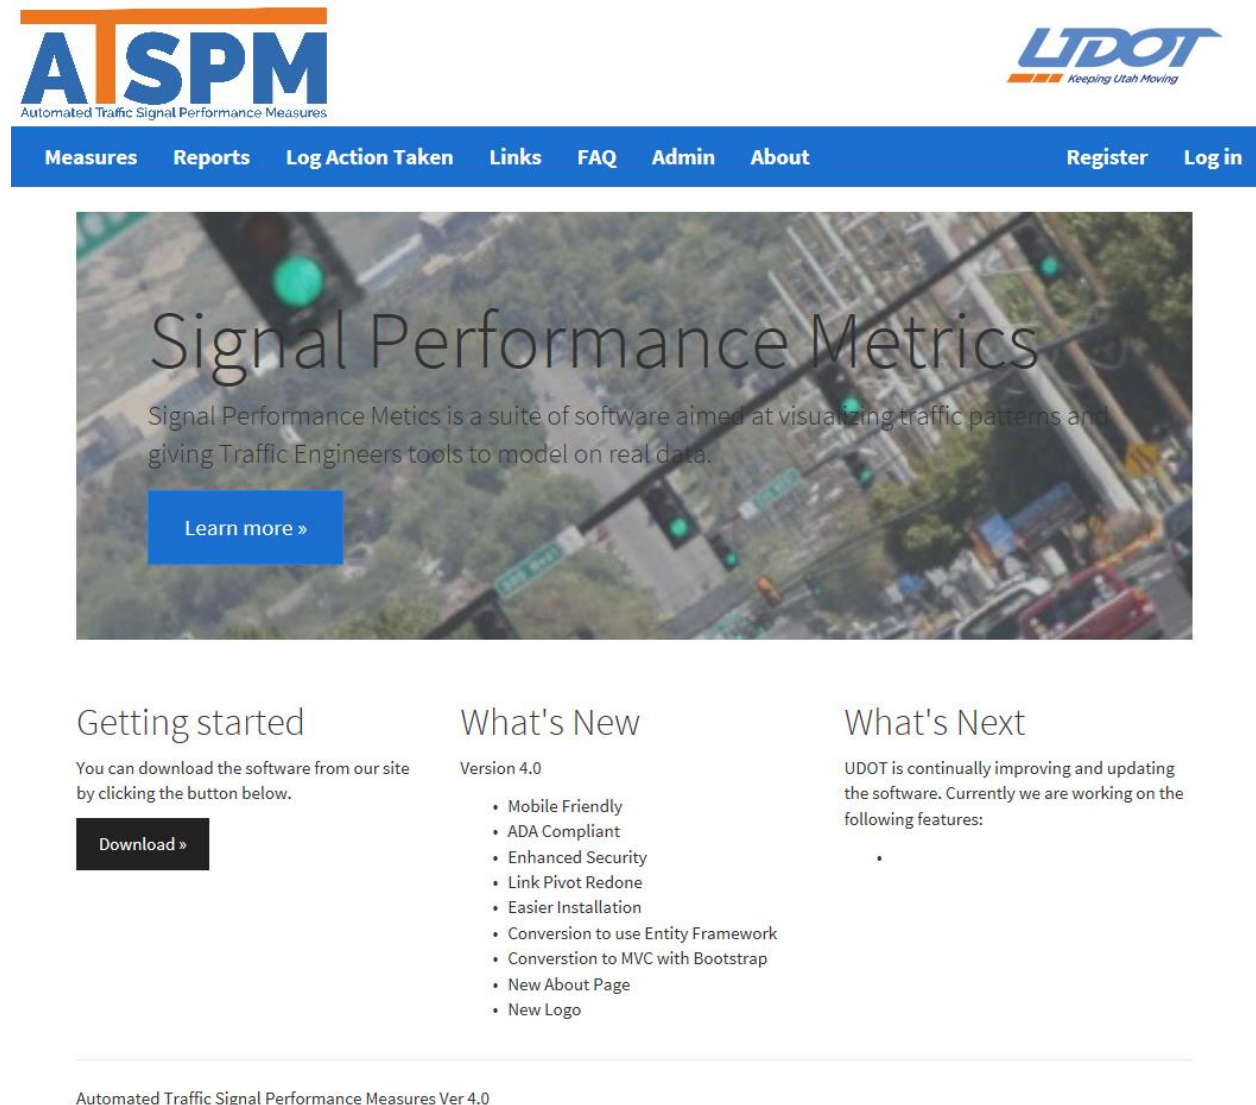 ATSPM
Automated Traffic Signal Performance Measures
UDOT
Keeping Utah Moving
Measures Reports Log Action Taken Links FAQ Admin About Register Log in
Signal Performance Metrics
Signal Performance Metics is a suite of software aimed at visualizing traffic patterns and
giving Traffic Engineers tools to model on real data.
Learn more »
Getting started
You can download the software from our site
by clicking the button below.
Download »
What's New
Version 4.0
• Mobile Friendly
• ADA Compliant
• Enhanced Security
• Link Pivot Redone
• Easier Installation
• Conversion to use Entity Framework
• Converstion to MVC with Bootstrap
• New About Page
• New Logo
What's Next
UDOT is continually improving and updating
the software. Currently we are working on the
following features:
•
Automated Traffic Signal Performance Measures Ver 4.0